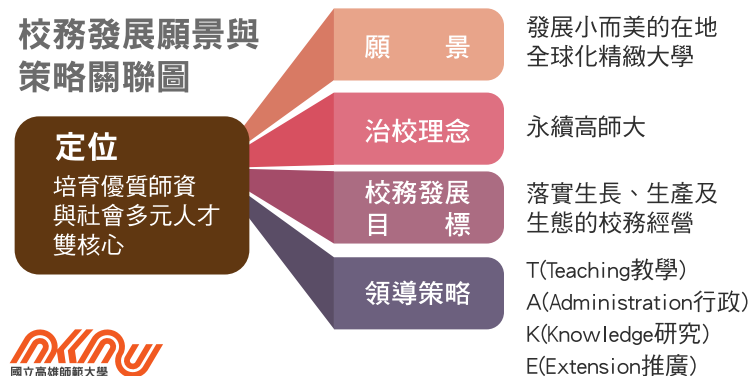 校務發展願景與
策略關聯圖
定位
培育優質師資
與社會多元人才
雙核心
願 景
發展小而美的在地
全球化精緻大學
治校理念
永續高師大
校務發展
目 標
落實生長、生產及
生態的校務經營
領導策略
T(Teaching教學)
A(Administration行政)
K(Knowledge研究)
E(Extension推廣)
NKNU
國立高雄師範大學